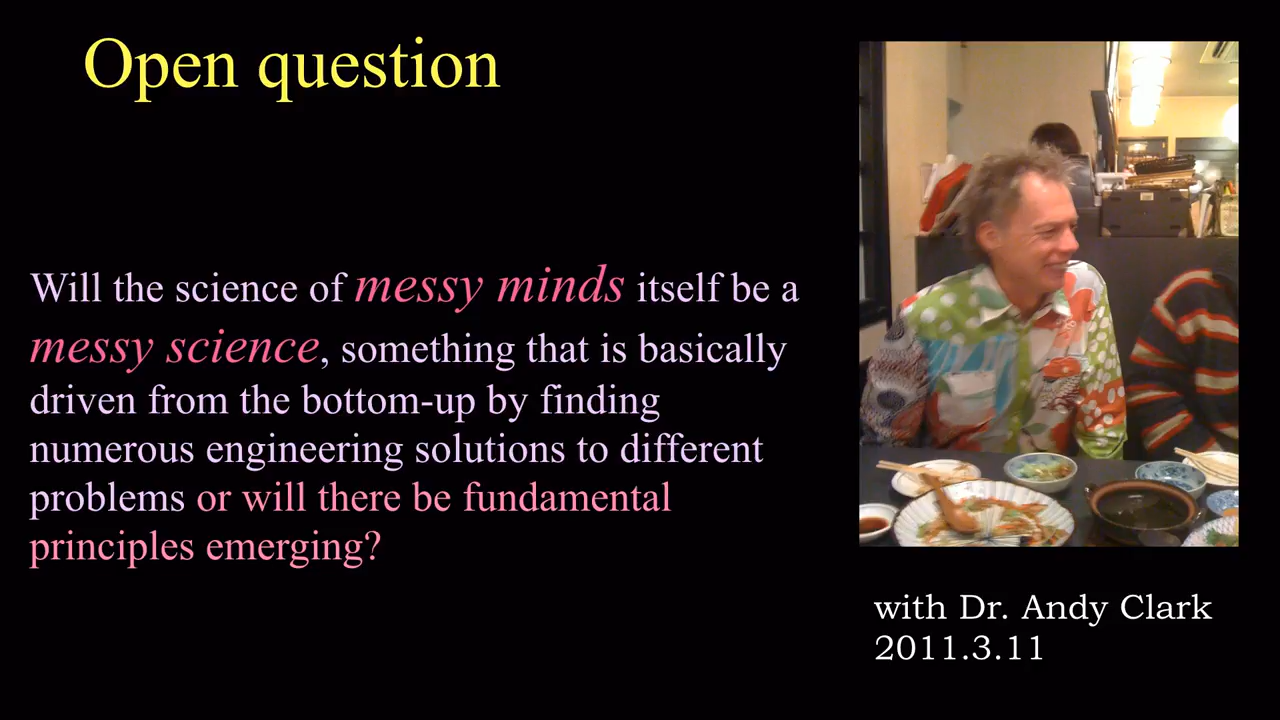 Open question
Will the science of messy minds itself be a
messy science, something that is basically
driven from the bottom-up by finding
numerous engineering solutions to different
problems or will there be fundamental
principles emerging?
with Dr. Andy Clark
2011.3.11